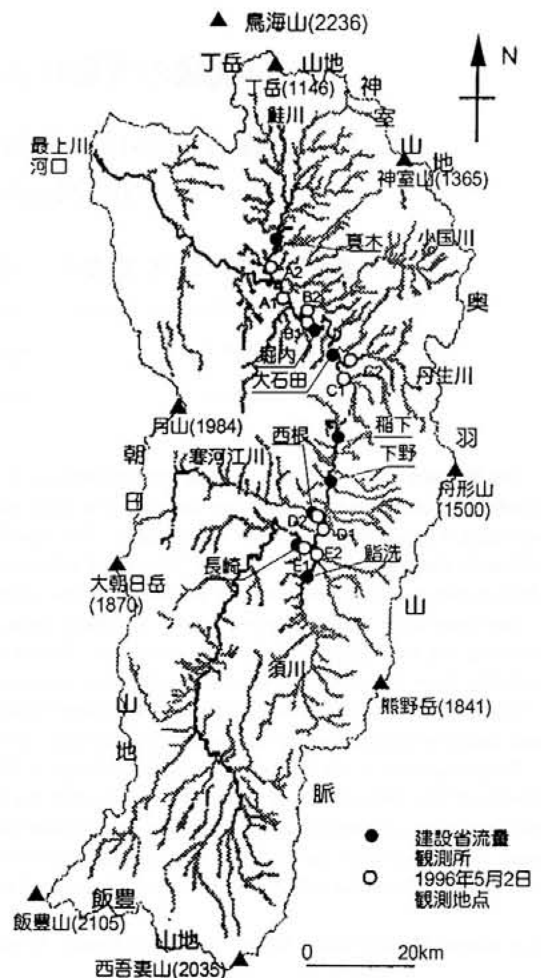 鳥海山(2236)
N
丁岳 山地
丁岳(1146)
神室山地
鮭川
最上川
河口
神室山(1365)
真木
小国川
A2
A1
B2
B1
堀内
大石田
C2
C1
丹生川
奥羽山脈
月山(1984)
稲下
西根
下野
寒河江川
舟形山
(1500)
朝日山地
D2
D1
長崎
E2
E1
鮨洗
大朝日岳
(1870)
須川
熊野岳(1841)
● 建設省流量
観測所
○ 1996年5月2日
観測地点
飯豊山地
飯豊山(2105)
西吾妻山(2035)
0 20km